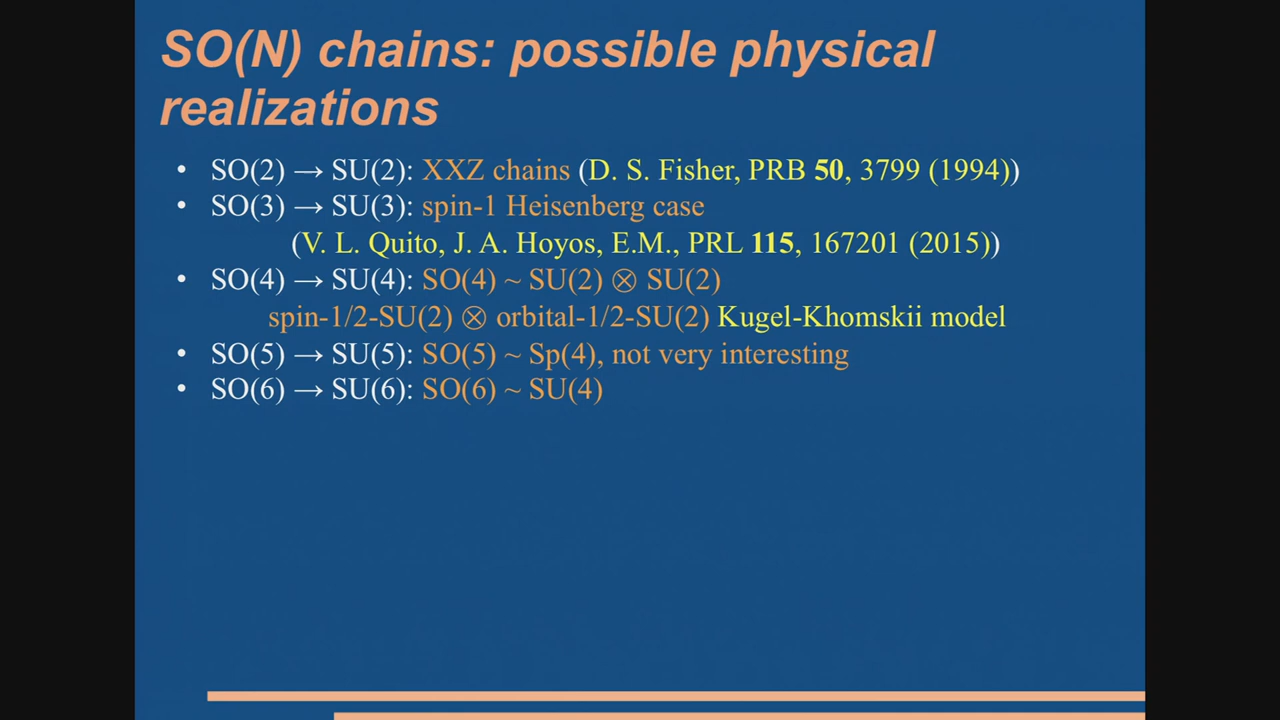 SO(N) chains: possible physical
realizations
• SO(2) → SU(2): XXZ chains (D. S. Fisher, PRB 50, 3799 (1994))
• SO(3) → SU(3): spin-1 Heisenberg case
(V. L. Quito, J. A. Hoyos, E.M., PRL 115, 167201 (2015))
• SO(4) → SU(4): SO(4) ~ SU(2) ⊗ SU(2)
spin-1/2-SU(2) ⊗ orbital-1/2-SU(2) Kugel-Khomskii model
• SO(5) → SU(5): SO(5) ~ Sp(4), not very interesting
• SO(6) → SU(6): SO(6) ~ SU(4)